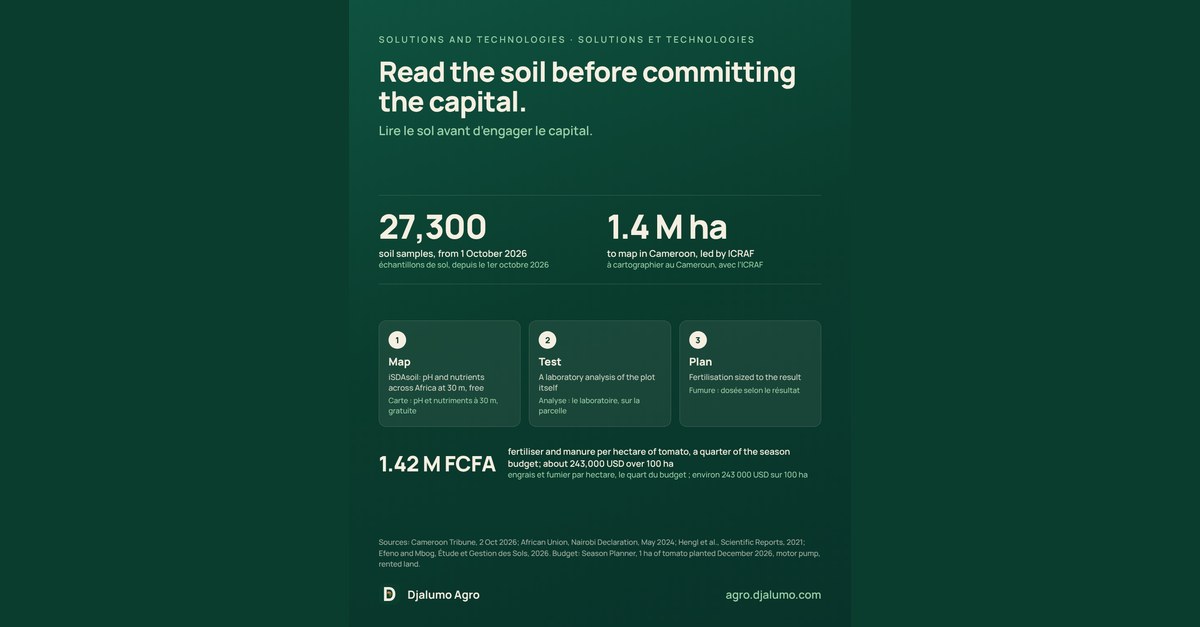 SOLUTIONS AND TECHNOLOGIES · SOLUTIONS ET TECHNOLOGIES
Read the soil before committing
the capital.
Lire le sol avant d'engager le capital.
27,300
soil samples, from 1 October 2026
échantillons de sol, depuis le 1er octobre 2026
1.4 M ha
to map in Cameroon, led by ICRAF
à cartographier au Cameroun, avec l'ICRAF
1
Map
iSDAsoil: pH and nutrients
across Africa at 30 m, free
Carte : pH et nutriments à 30 m,
gratuite
2
Test
A laboratory analysis of the plot
itself
Analyse : le laboratoire, sur la
parcelle
3
Plan
Fertilisation sized to the result
Fumure : dosée selon le résultat
1.42 M FCFA
fertiliser and manure per hectare of tomato, a quarter of the season
budget; about 243,000 USD over 100 ha
engrais et fumier par hectare, le quart du budget ; environ 243 000 USD sur 100 ha
Sources: Cameroon Tribune, 2 Oct 2026; African Union, Nairobi Declaration, May 2024; Hengl et al., Scientific Reports, 2021;
Efeno and Mbog, Étude et Gestion des Sols, 2026. Budget: Season Planner, 1 ha of tomato planted December 2026, motor pump,
rented land.
D
Djalumo Agro
agro.djalumo.com